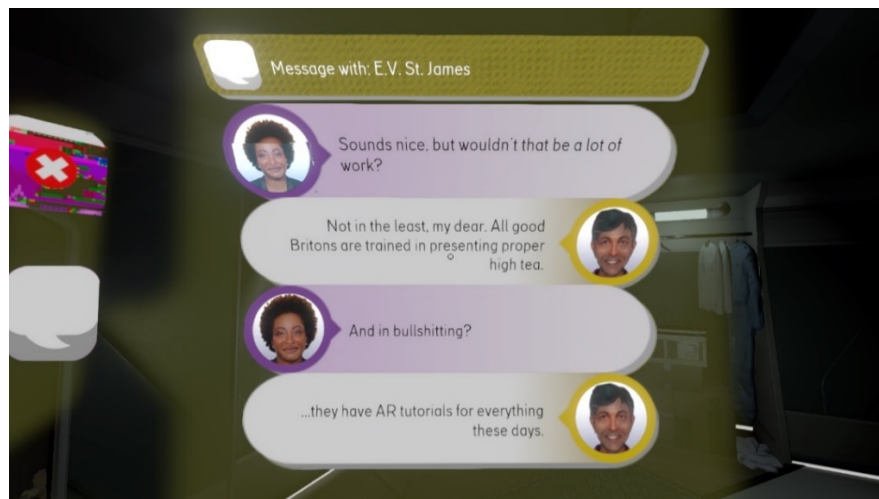 Message with: E.V. St. James
Sounds nice, but wouldn't that be a lot of
work?
Not in the least, my dear. All good
Britons are trained in presenting proper
high tea.
And in bullshitting?
...they have AR tutorials for everything
these days.